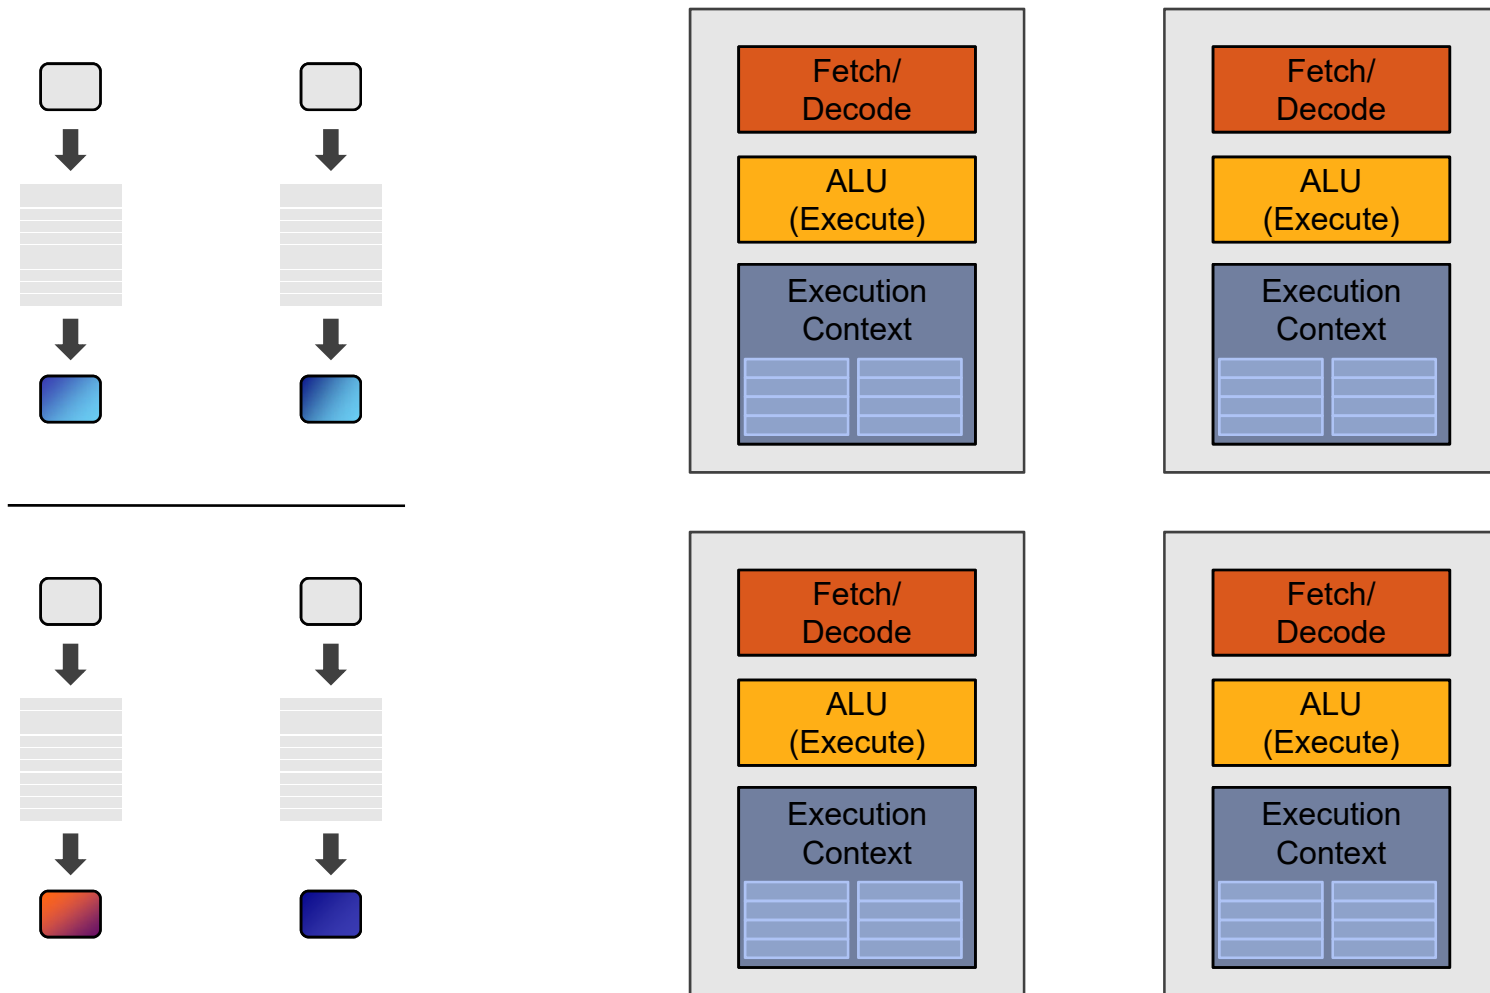 Fetch/
Decode
ALU
(Execute)
Execution
Context
Fetch/
Decode
ALU
(Execute)
Execution
Context
Fetch/
Decode
ALU
(Execute)
Execution
Context
Fetch/
Decode
ALU
(Execute)
Execution
Context